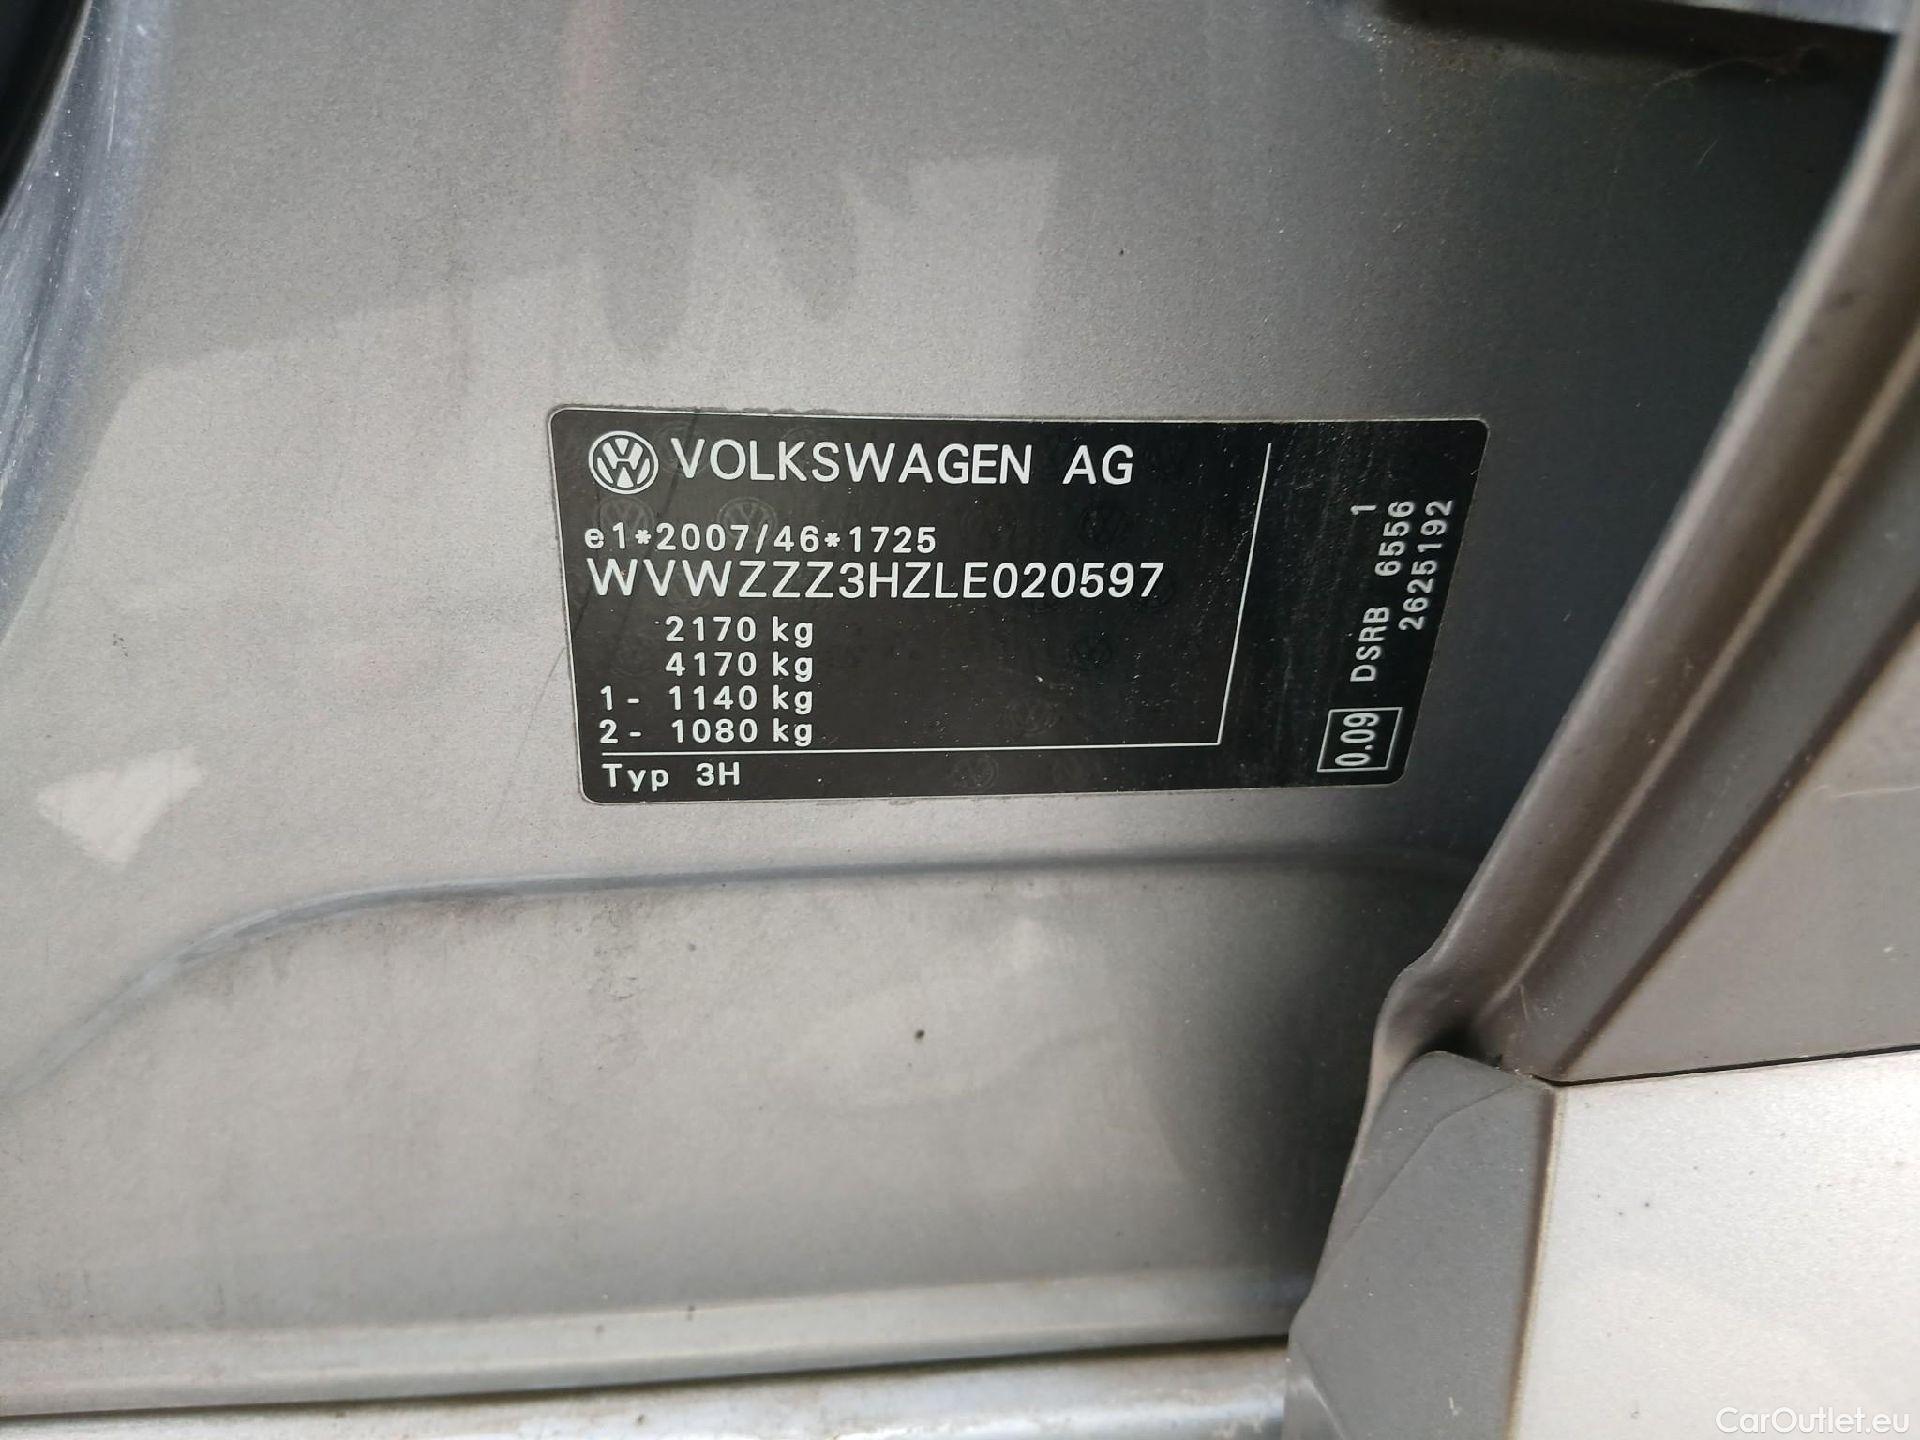 VOLKSWAGEN AG
e1*2007/46*1725
WVWZZZ3HZLE020597
2170 kg
4170 kg
1- 1140 kg
2- 1080 kg
Typ 3H
1
DSRB 6556
2625192
0.09
CarOutlet.eu